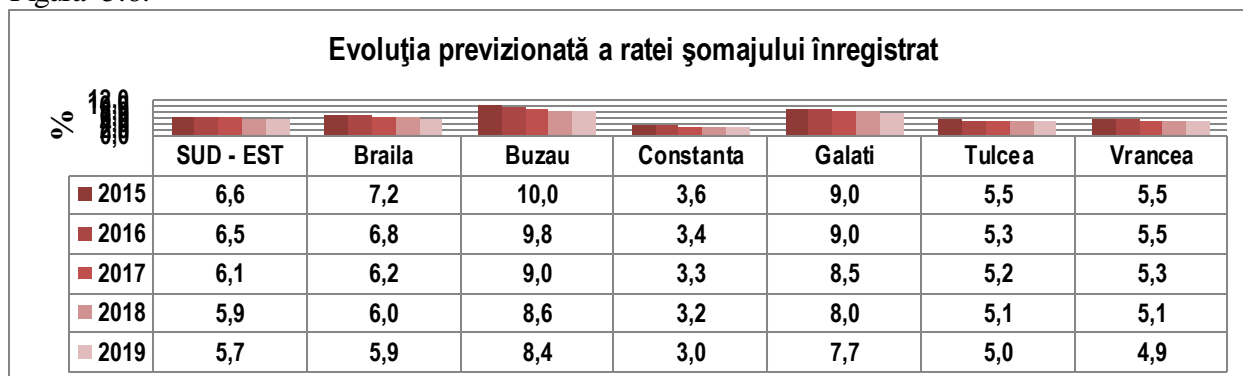 Evoluţia previzionată a ratei şomajului înregistrat
%
SUD - EST Braila Buzau Constanta Galati Tulcea Vrancea
2015 6,6 7,2 10,0 3,6 9,0 5,5 5,5
2016 6,5 6,8 9,8 3,4 9,0 5,3 5,5
2017 6,1 6,2 9,0 3,3 8,5 5,2 5,3
2018 5,9 6,0 8,6 3,2 8,0 5,1 5,1
2019 5,7 5,9 8,4 3,0 7,7 5,0 4,9